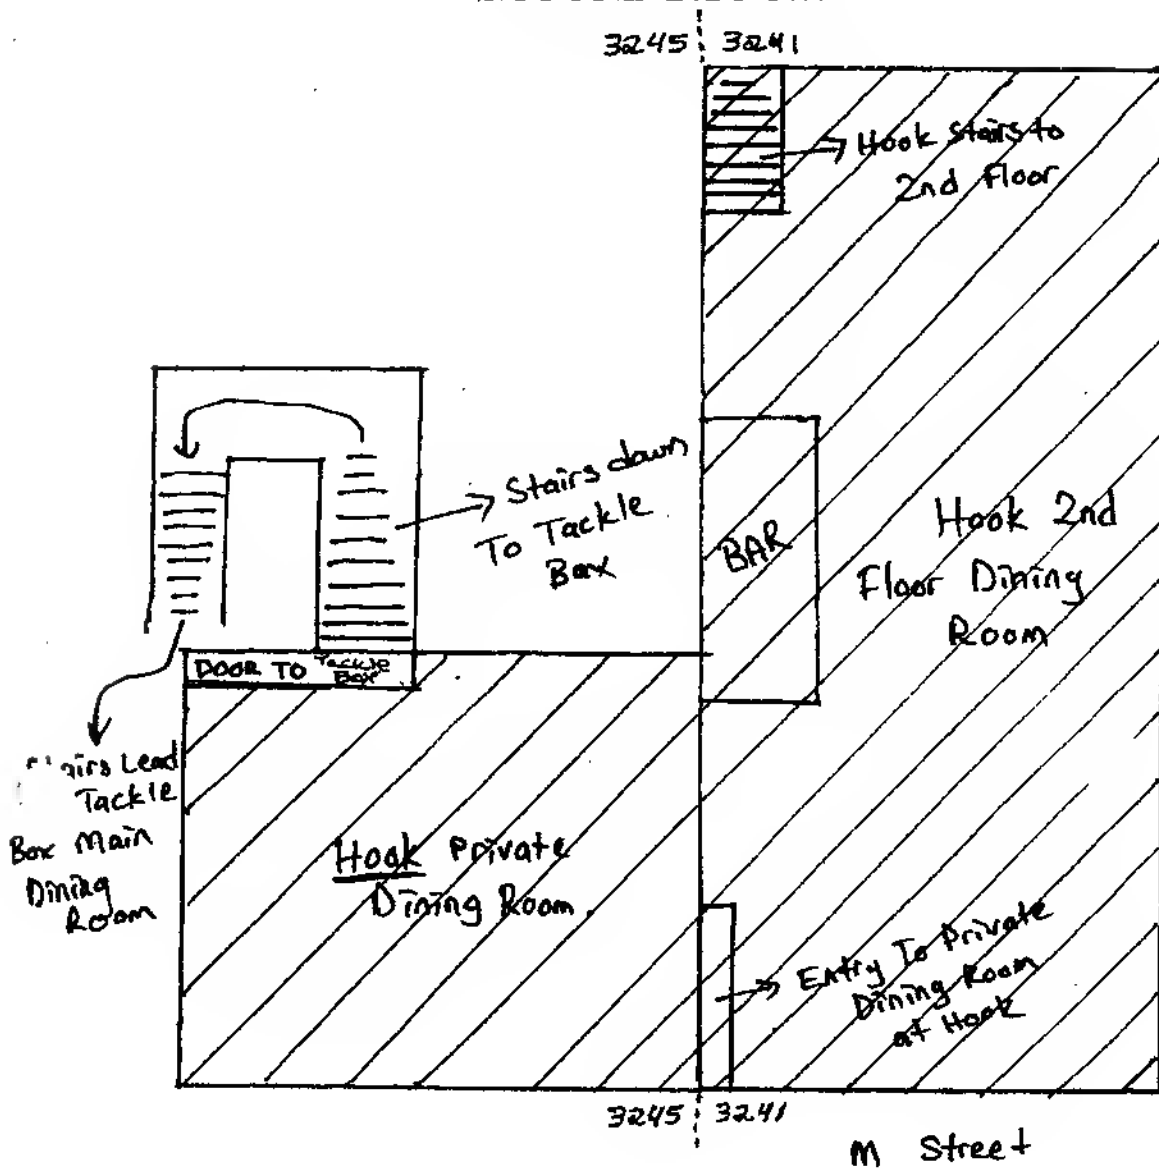 3245 3241
Hook stairs to
2nd Floor
Stairs down
To Tackle
Box
BAR
Hook 2nd
Floor Dining
Room
DOOR TO Tackle
Box
Lead
Tackle
Box Main
Dining
Room
Hook Private
Dining Room
Entry To Private
Dining Room
at Hook
3245 3241
M Street